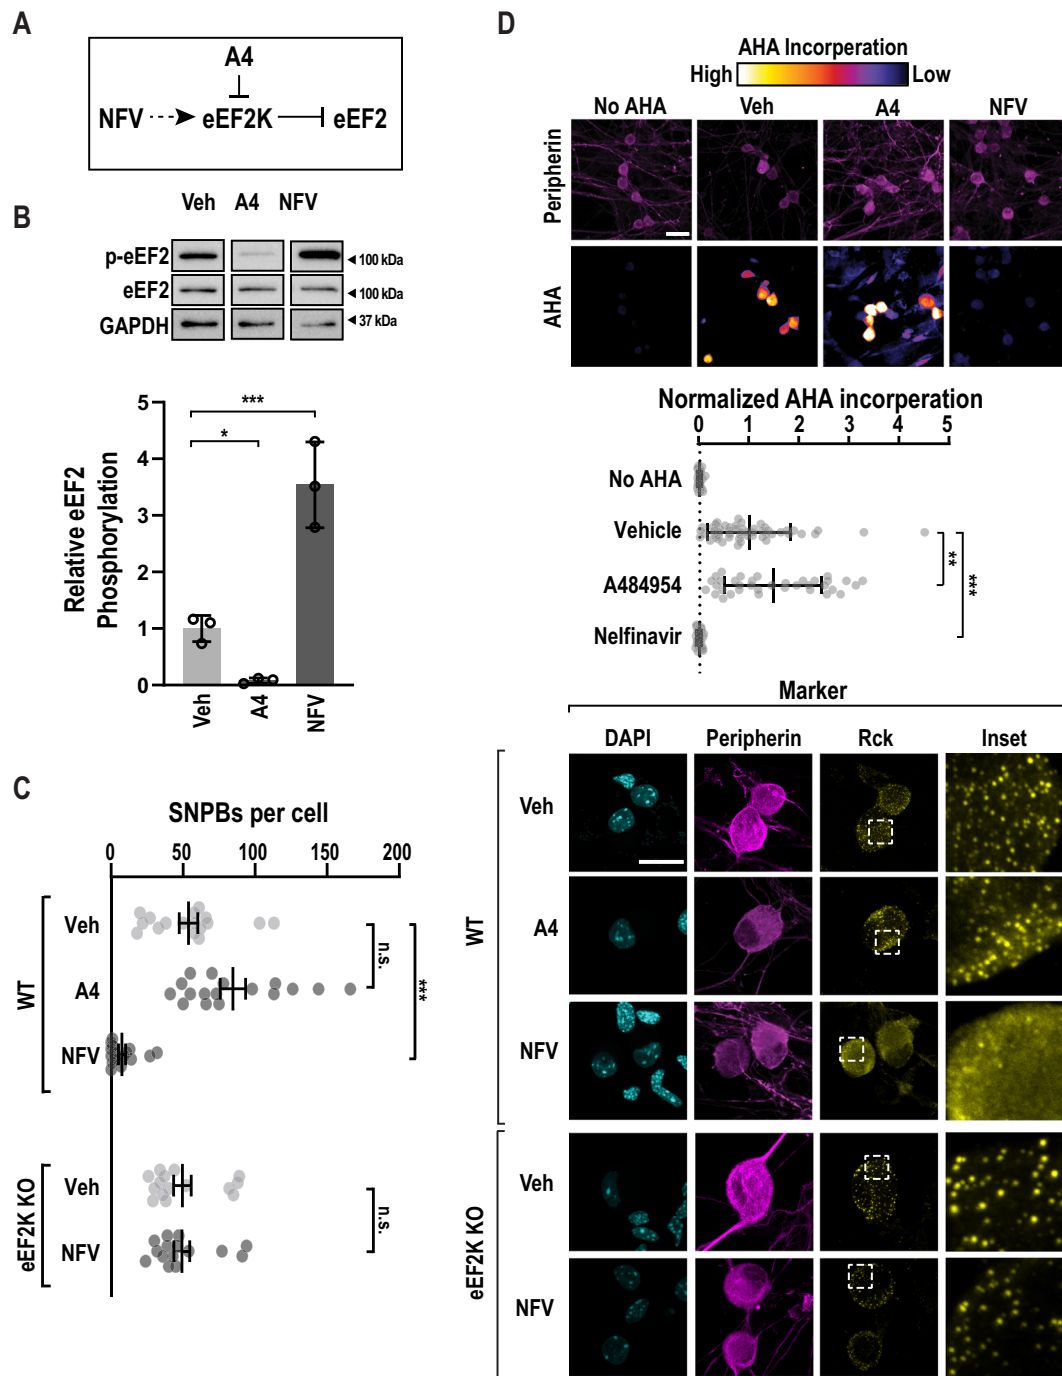 A
A4
NFV eEF2K eEF2
B
Veh A4 NFV
p-eEF2
100 kDa
eEF2
100 kDa
GAPDH
37 kDa
Relative eEF2
Phosphorylation
5
4
3
2
1
0
***
*
Veh
A4
NFV
C
SNPBs per cell
0 50 100 150 200
WT
Veh
A4
NFV
n.s.
***
eEF2K KO
Veh
NFV
n.s.
D
AHA Incorperation
High Low
No AHA Veh A4 NFV
Peripherin
AHA
Normalized AHA incorperation
0 1 2 3 4 5
No AHA
Vehicle
A484954
Nelfinavir
**
***
Marker
DAPI Peripherin Rck Inset
WT
Veh
A4
NFV
eEF2K KO
Veh
NFV